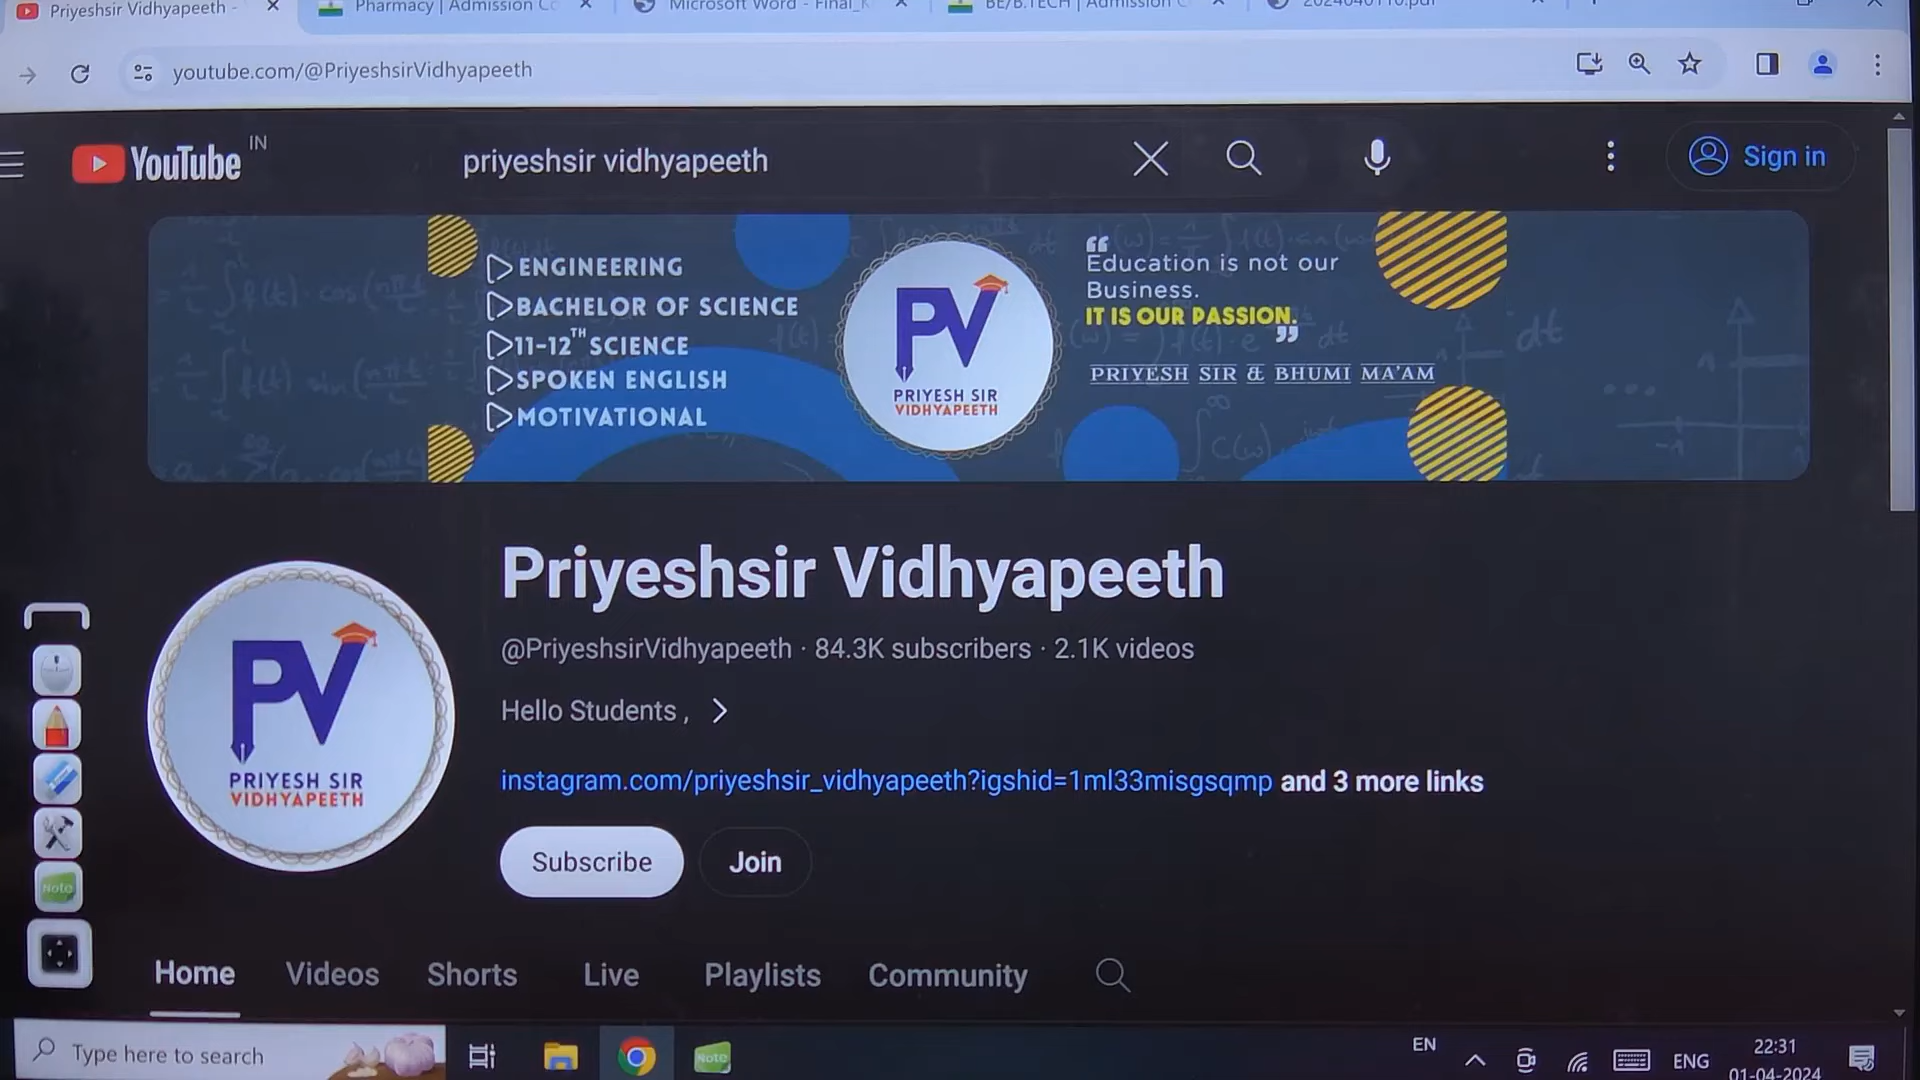 Priyeshsir Vidhyapeeth -
Pharmacy | Admission Co
Microsoft Word - Final_K
BE/B.TECH | Admission C
youtube.com/@PriyeshsirVidhyapeeth
YouTube IN
priyeshsir vidhyapeeth
Sign in
ENGINEERING
BACHELOR OF SCIENCE
11-12TH SCIENCE
SPOKEN ENGLISH
MOTIVATIONAL
PV
PRIYESH SIR
VIDHYAPEETH
“
Education is not our
Business.
IT IS OUR PASSION.
”
PRIYESH SIR & BHUMI MA'AM
PV
PRIYESH SIR
VIDHYAPEETH
Priyeshsir Vidhyapeeth
@PriyeshsirVidhyapeeth · 84.3K subscribers · 2.1K videos
Hello Students ,
instagram.com/priyeshsir_vidhyapeeth?igshid=1ml33misgsqmp and 3 more links
Subscribe
Join
Note
Home
Videos
Shorts
Live
Playlists
Community
Type here to search
Note
EN
ENG
22:31
01-04-2024